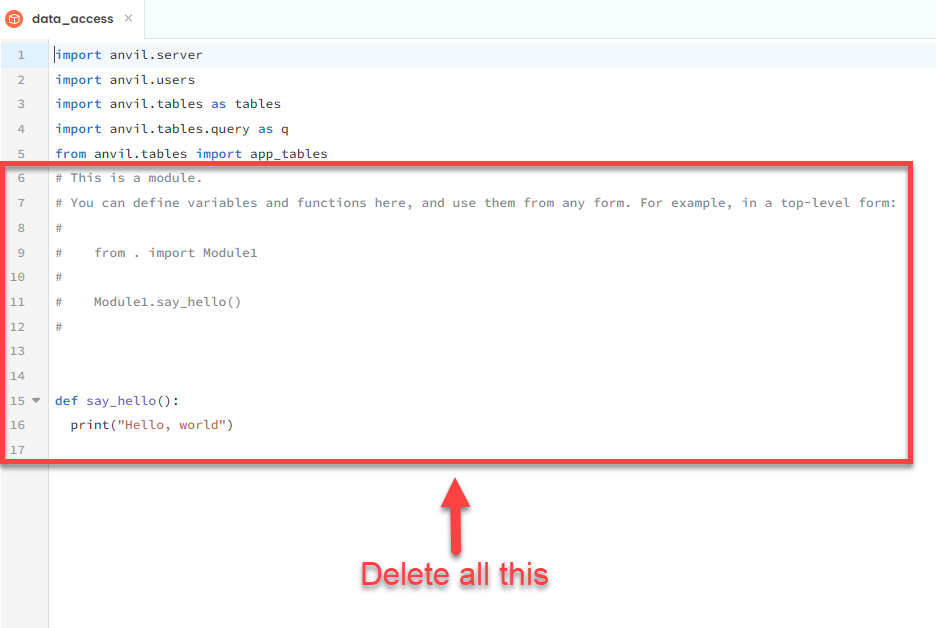 data_access ×
1 import anvil.server
2 import anvil.users
3 import anvil.tables as tables
4 import anvil.tables.query as q
5 from anvil.tables import app_tables
6 # This is a module.
7 # You can define variables and functions here, and use them from any form. For example, in a top-level form:
8 #
9 #    from . import Module1
10 #
11 #    Module1.say_hello()
12 #
13
14
15 def say_hello():
16   print("Hello, world")
17
Delete all this